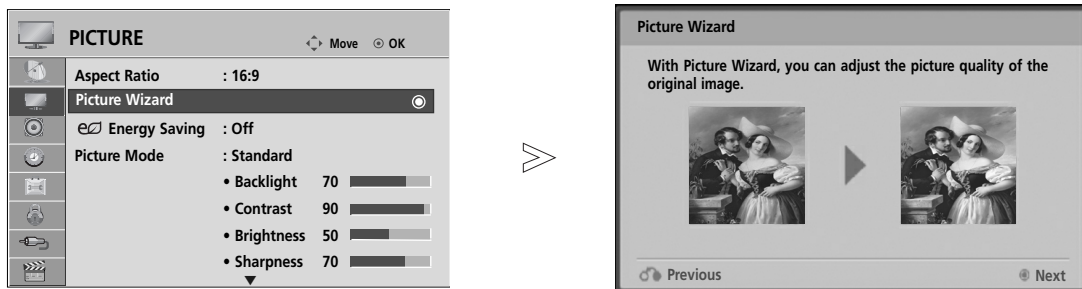 PICTURE
Move OK
Aspect Ratio : 16:9
Picture Wizard
Energy Saving : Off
Picture Mode : Standard
• Backlight 70
• Contrast 90
• Brightness 50
• Sharpness 70
Picture Wizard
With Picture Wizard, you can adjust the picture quality of the
original image.
Previous
Next